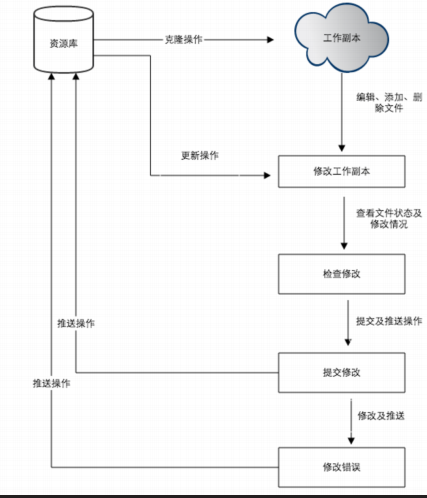 资源库
克隆操作
工作副本
编辑、添加、删
除文件
更新操作
修改工作副本
查看文件状态及
修改情况
检查修改
推送操作
提交及推送操作
提交修改
推送操作
修改及推送
修改错误